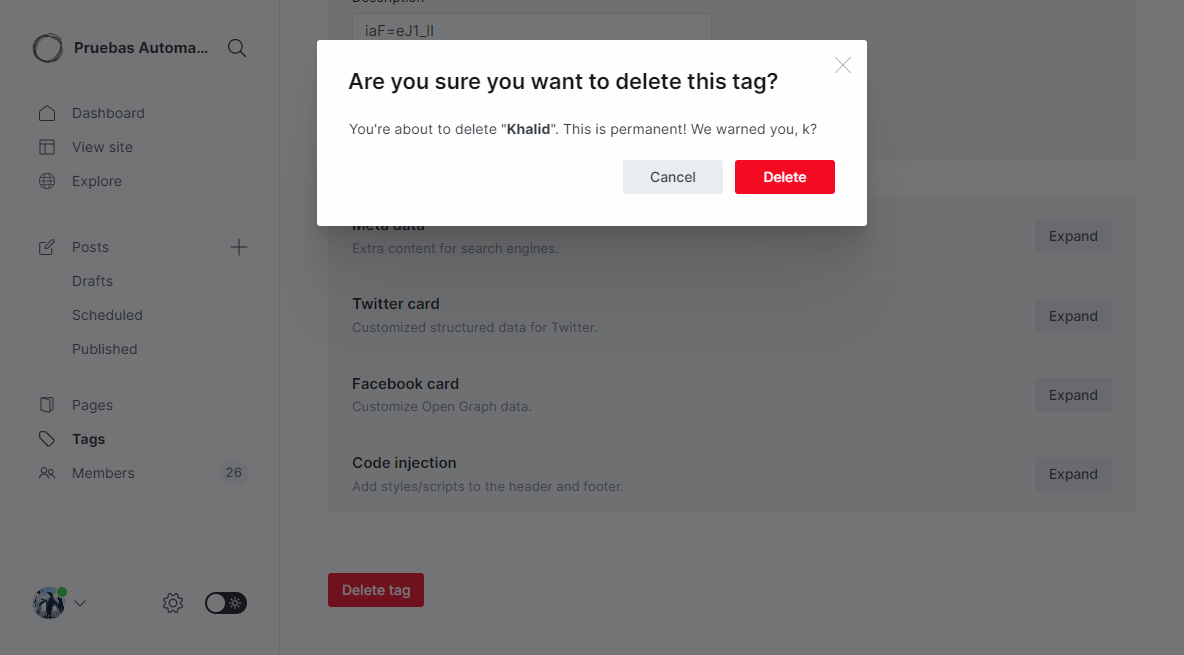 Pruebas Automa...
Dashboard
View site
Explore
Posts
Drafts
Scheduled
Published
Pages
Tags
Members
26
Description
Are you sure you want to delete this tag?
You're about to delete "Khalid". This is permanent! We warned you, k?
Cancel
Delete
Meta data
Extra content for search engines.
Expand
Twitter card
Customized structured data for Twitter.
Expand
Facebook card
Customize Open Graph data.
Expand
Code injection
Add styles/scripts to the header and footer.
Expand
Delete tag